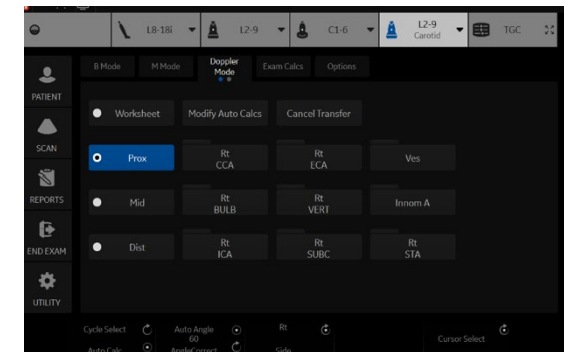 L8-18i
L2-9
C1-6
L2-9
Carotid
TGC
PATIENT
SCAN
REPORTS
END EXAM
UTILITY
B Mode
M Mode
Doppler
Mode
Exam Calcs
Options
Worksheet
Modify Auto Calcs
Cancel Transfer
Prox
Rt
CCA
Rt
ECA
Ves
Mid
Rt
BULB
Rt
VERT
Innom A
Dist
Rt
ICA
Rt
SUBC
Rt
STA
Cycle Select
Auto Angle
60
Rt
Cursor Select
Auto Calc
AngleCorrect
Side